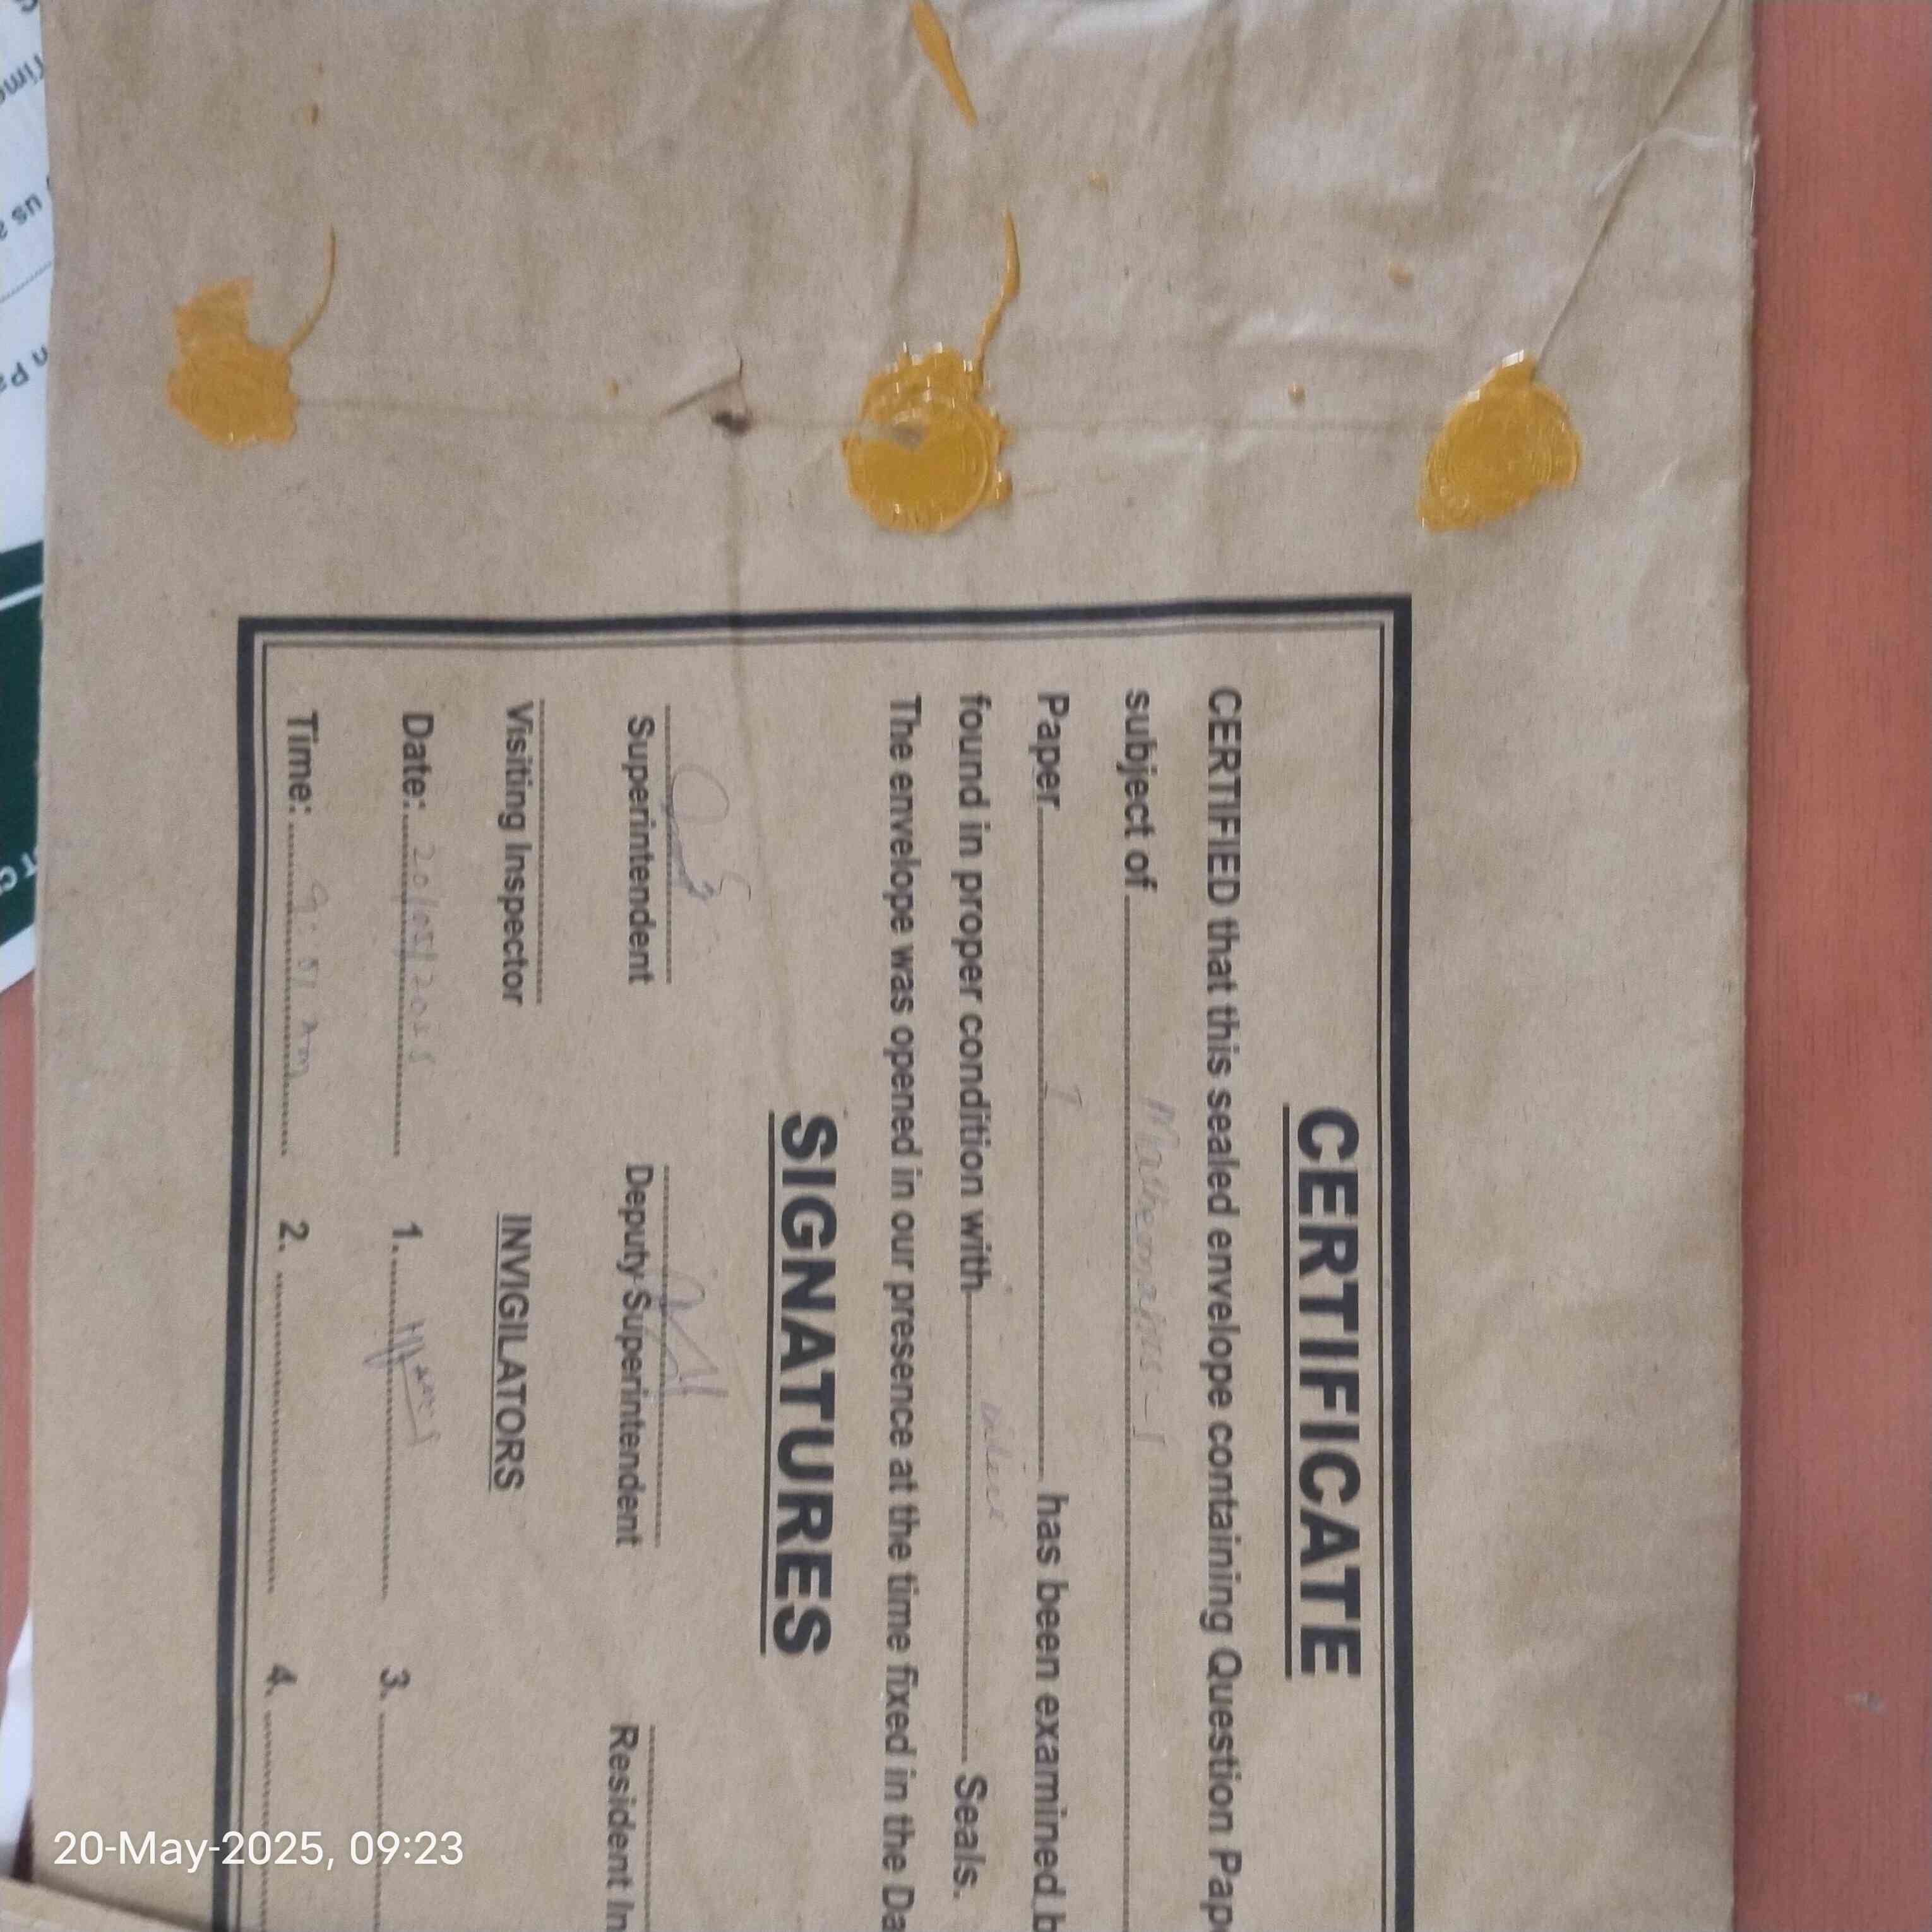 CERTIFICATE
CERTIFIED that this sealed envelope containing Question Pap
subject of Mathematics - I
Paper 1 has been examined b
found in proper condition with Seals.
The envelope was opened in our presence at the time fixed in the Da
SIGNATURES
Superintendent Deputy Superintendent Resident In
Visiting Inspector INVIGILATORS
Date: 20/05/2025 1. 3.
Time: 2. 4.
20-May-2025, 09:23